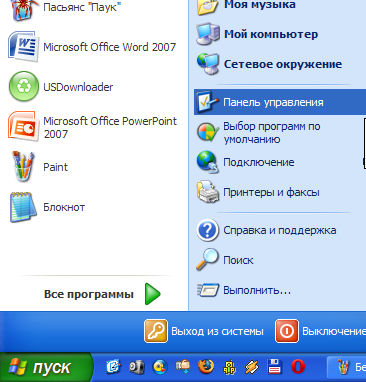 Пасьянс "Паук"
Microsoft Office Word 2007
USDownloader
Microsoft Office PowerPoint
2007
Paint
Блокнот
Все программы
Моя музыка
Мой компьютер
Сетевое окружение
Панель управления
Выбор программ по
умолчанию
Подключение
Принтеры и факсы
Справка и поддержка
Поиск
Выполнить...
Выход из системы
Выключение
пуск
Бе